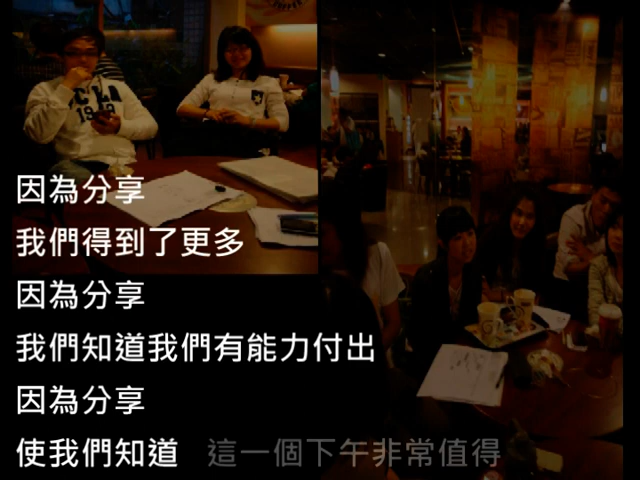 因為分享
我們得到了更多
因為分享
我們知道我們有能力付出
因為分享
使我們知道 這一個下午非常值得